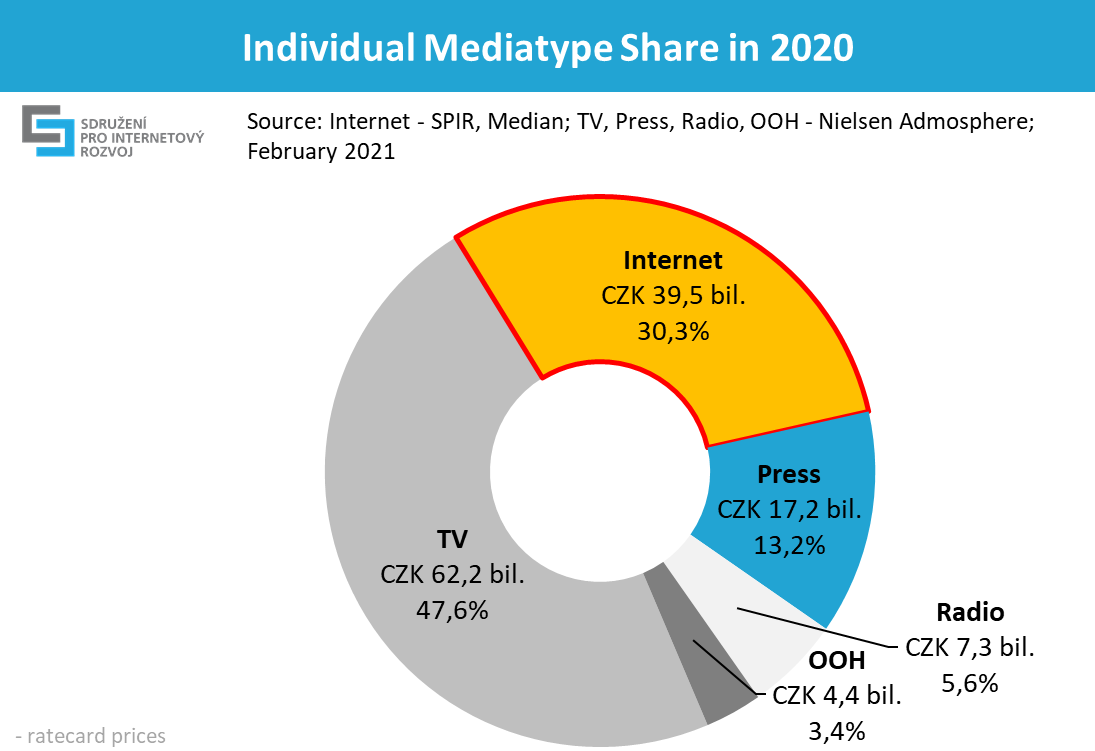 Individual Mediatype Share in 2020
SDRUŽENÍ
PRO INTERNETOVÝ
ROZVOJ
Source: Internet - SPIR, Median; TV, Press, Radio, OOH - Nielsen Admosphere;
February 2021
Internet
CZK 39,5 bil.
30,3%
Press
CZK 17,2 bil.
13,2%
TV
CZK 62,2 bil.
47,6%
Radio
CZK 7,3 bil.
5,6%
OOH
CZK 4,4 bil.
3,4%
- ratecard prices